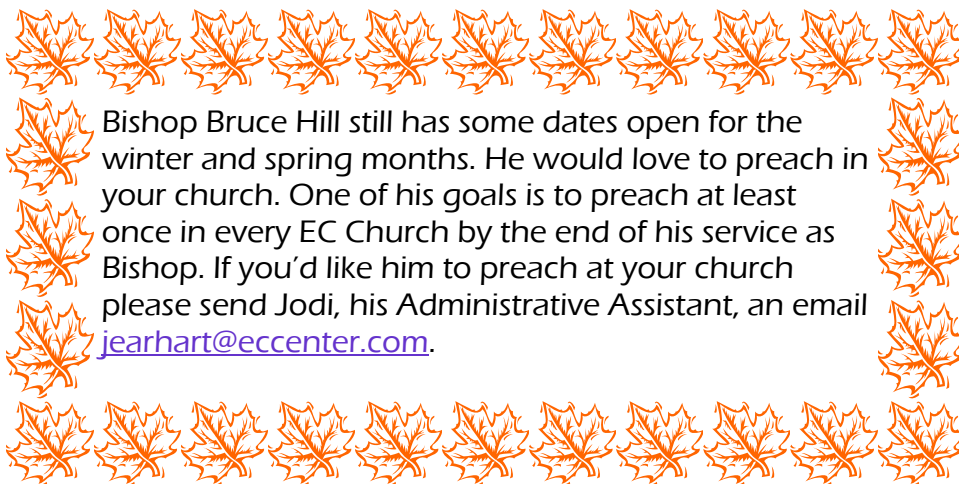 Bishop Bruce Hill still has some dates open for the
winter and spring months. He would love to preach in
your church. One of his goals is to preach at least
once in every EC Church by the end of his service as
Bishop. If you’d like him to preach at your church
please send Jodi, his Administrative Assistant, an email
jearhart@eccenter.com.